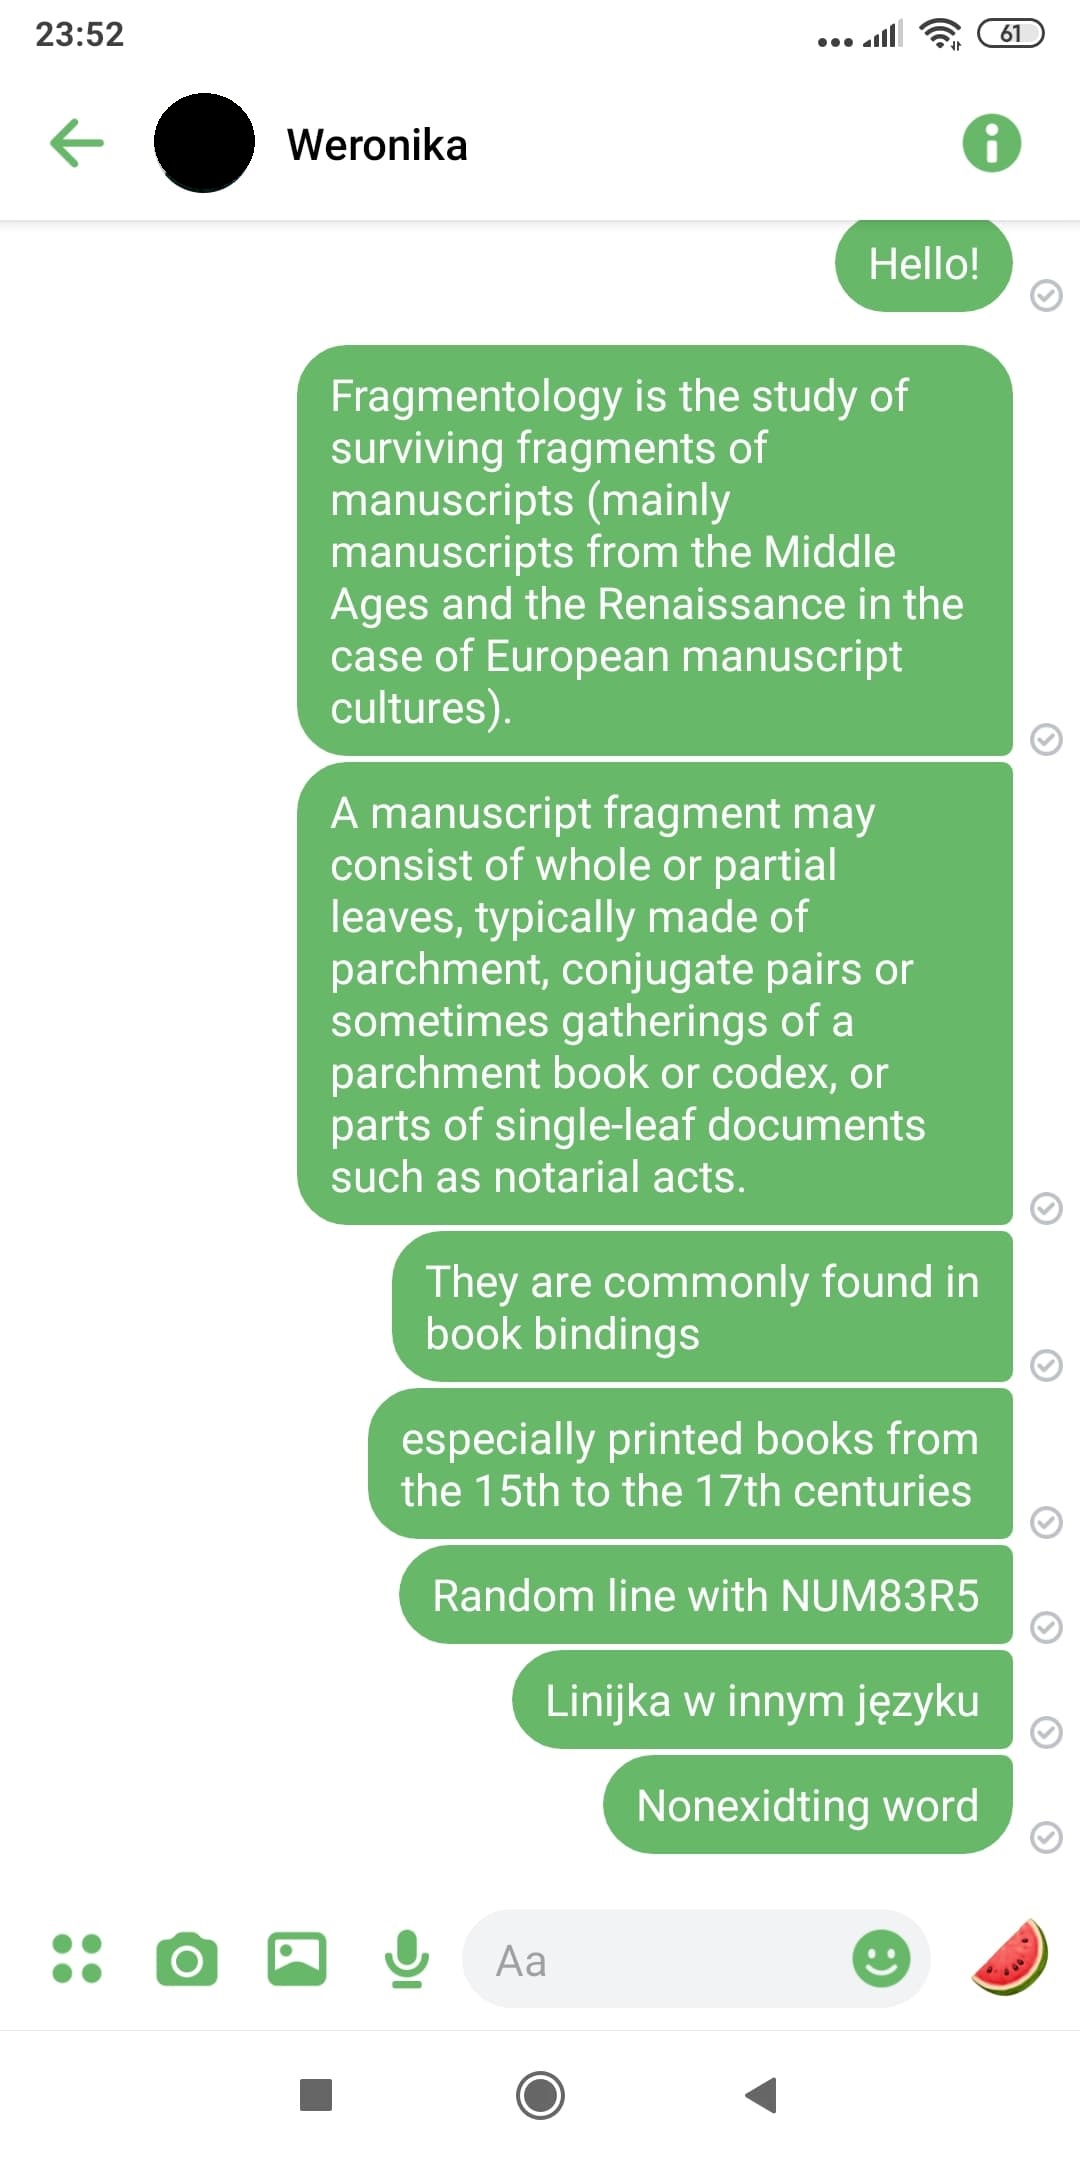 23:52
61
Weronika
Hello!
Fragmentology is the study of
surviving fragments of
manuscripts (mainly
manuscripts from the Middle
Ages and the Renaissance in the
case of European manuscript
cultures).
A manuscript fragment may
consist of whole or partial
leaves, typically made of
parchment, conjugate pairs or
sometimes gatherings of a
parchment book or codex, or
parts of single-leaf documents
such as notarial acts.
They are commonly found in
book bindings
especially printed books from
the 15th to the 17th centuries
Random line with NUM83R5
Linijka w innym języku
Nonexidting word
Aa